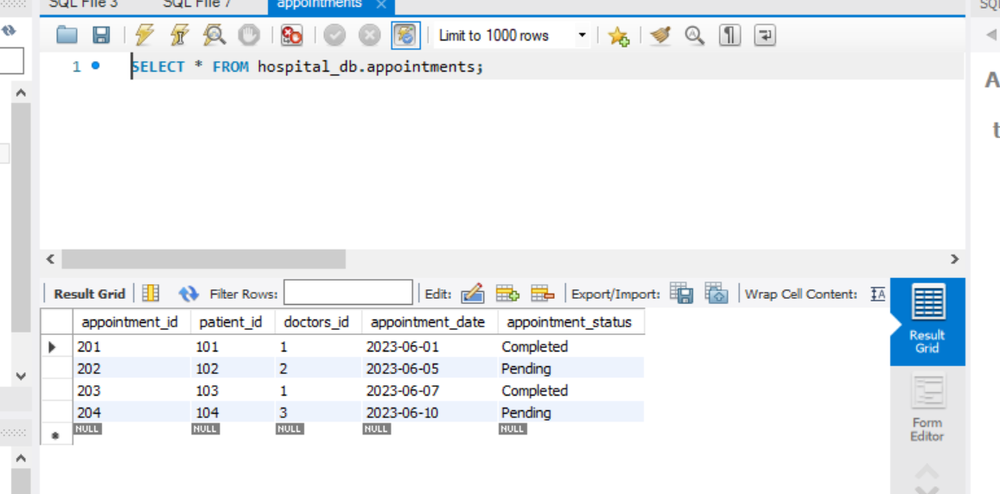 SQL File 3 SQL File 7 appointments
SQL
Limit to 1000 rows
1 SELECT * FROM hospital_db.appointments;
A
t
Result Grid Filter Rows: Edit: Export/Import: Wrap Cell Content:
appointment_id patient_id doctors_id appointment_date appointment_status
201 101 1 2023-06-01 Completed
202 102 2 2023-06-05 Pending
203 103 1 2023-06-07 Completed
204 104 3 2023-06-10 Pending
NULL NULL NULL NULL NULL
Result
Grid
Form
Editor